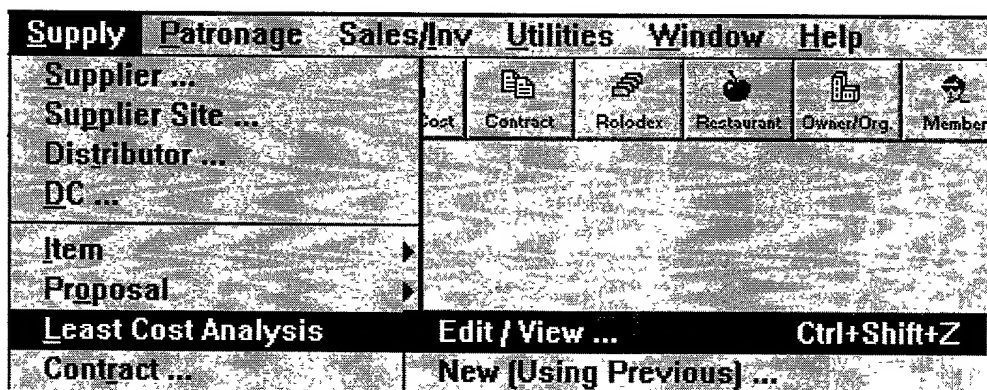 Supply Patronage Sales/Inv Utilities Window Help
Supplier ...
Supplier Site ...
Distributor ...
DC ...
Cost Contract Rolodex Restaurant Owner/Org. Member
Item
Proposal
Least Cost Analysis Edit / View ... Ctrl+Shift+Z
Contract ... New (Using Previous) ...